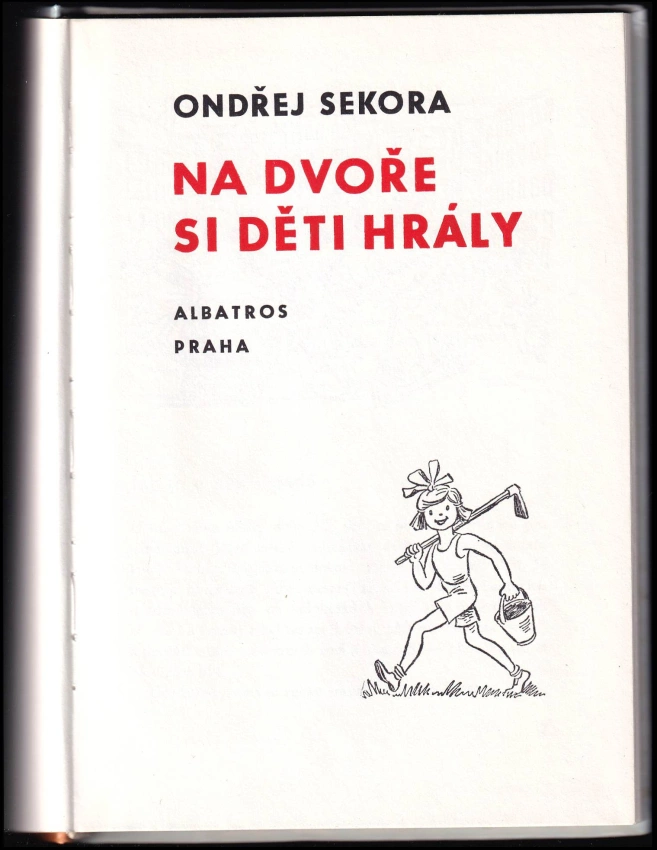 ONDŘEJ SEKORA
NA DVOŘE
SI DĚTI HRÁLY
ALBATROS
PRAHA